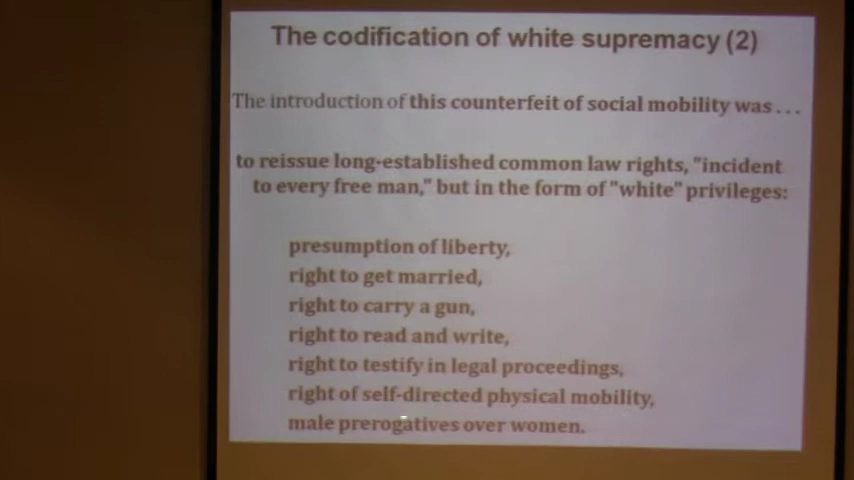 The codification of white supremacy (2)
The introduction of this counterfeit of social mobility was . . .
to reissue long-established common law rights, "incident
to every free man," but in the form of "white" privileges:
presumption of liberty,
right to get married,
right to carry a gun,
right to read and write,
right to testify in legal proceedings,
right of self-directed physical mobility,
male prerogatives over women.